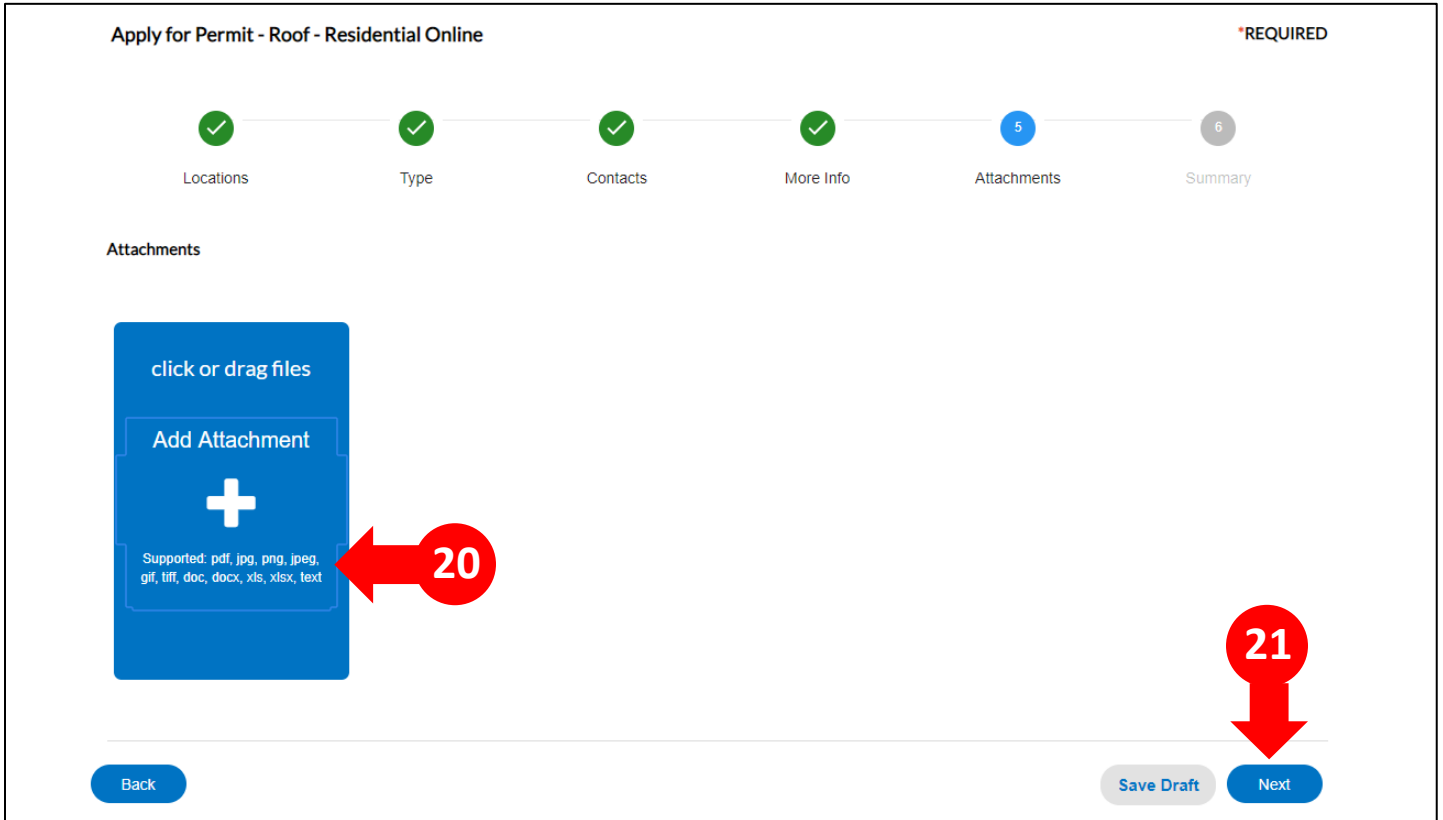 Apply for Permit - Roof - Residential Online
*REQUIRED
5
6
Locations
Type
Contacts
More Info
Attachments
Summary
Attachments
click or drag files
Add Attachment
Supported: pdf, jpg, png, jpeg,
gif, tiff, doc, docx, xls, xlsx, text
20
21
Back
Save Draft
Next